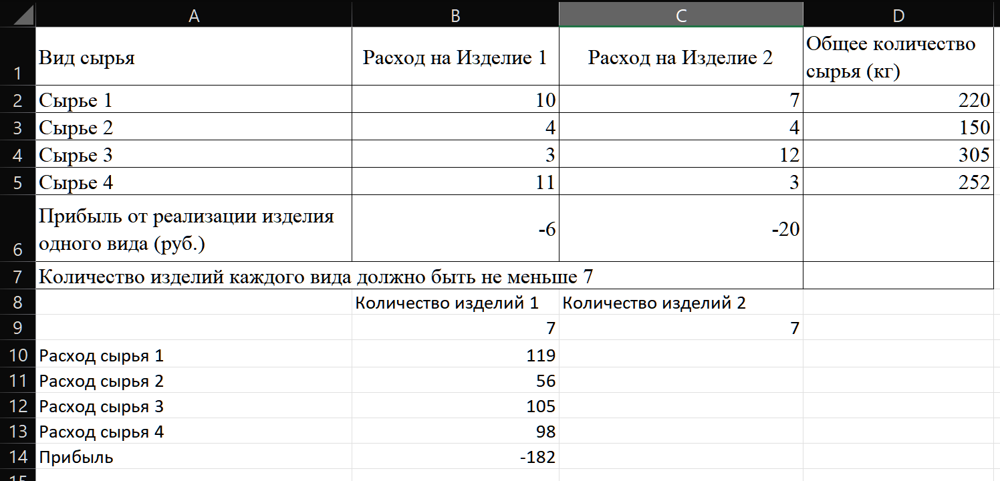 A B C D
1 Вид сырья Расход на Изделие 1 Расход на Изделие 2 Общее количество
сырья (кг)
2 Сырье 1 10 7 220
3 Сырье 2 4 4 150
4 Сырье 3 3 12 305
5 Сырье 4 11 3 252
6 Прибыль от реализации изделия
одного вида (руб.) -6 -20
7 Количество изделий каждого вида должно быть не меньше 7
8 Количество изделий 1 Количество изделий 2
9 7 7
10 Расход сырья 1 119
11 Расход сырья 2 56
12 Расход сырья 3 105
13 Расход сырья 4 98
14 Прибыль -182
15